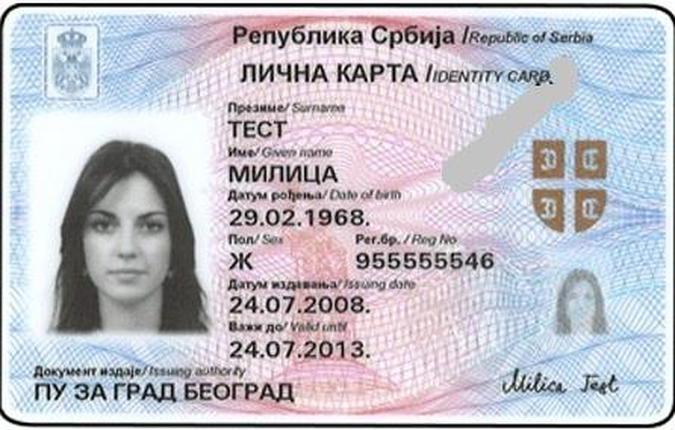 Република Србија / Republic of Serbia
ЛИЧНА КАРТА / IDENTITY CARD
Презиме/ Surname
ТЕСТ
Име/ Given name
МИЛИЦА
Датум рођења/ Date of birth
29.02.1968.
Пол/ Sex Рег.бр. / Reg No
Ж 955555546
Датум издавања/ Issuing date
24.07.2008.
Важи до/ Valid until
24.07.2013.
Документ издаје/ Issuing authority
ПУ ЗА ГРАД БЕОГРАД
Milica Test